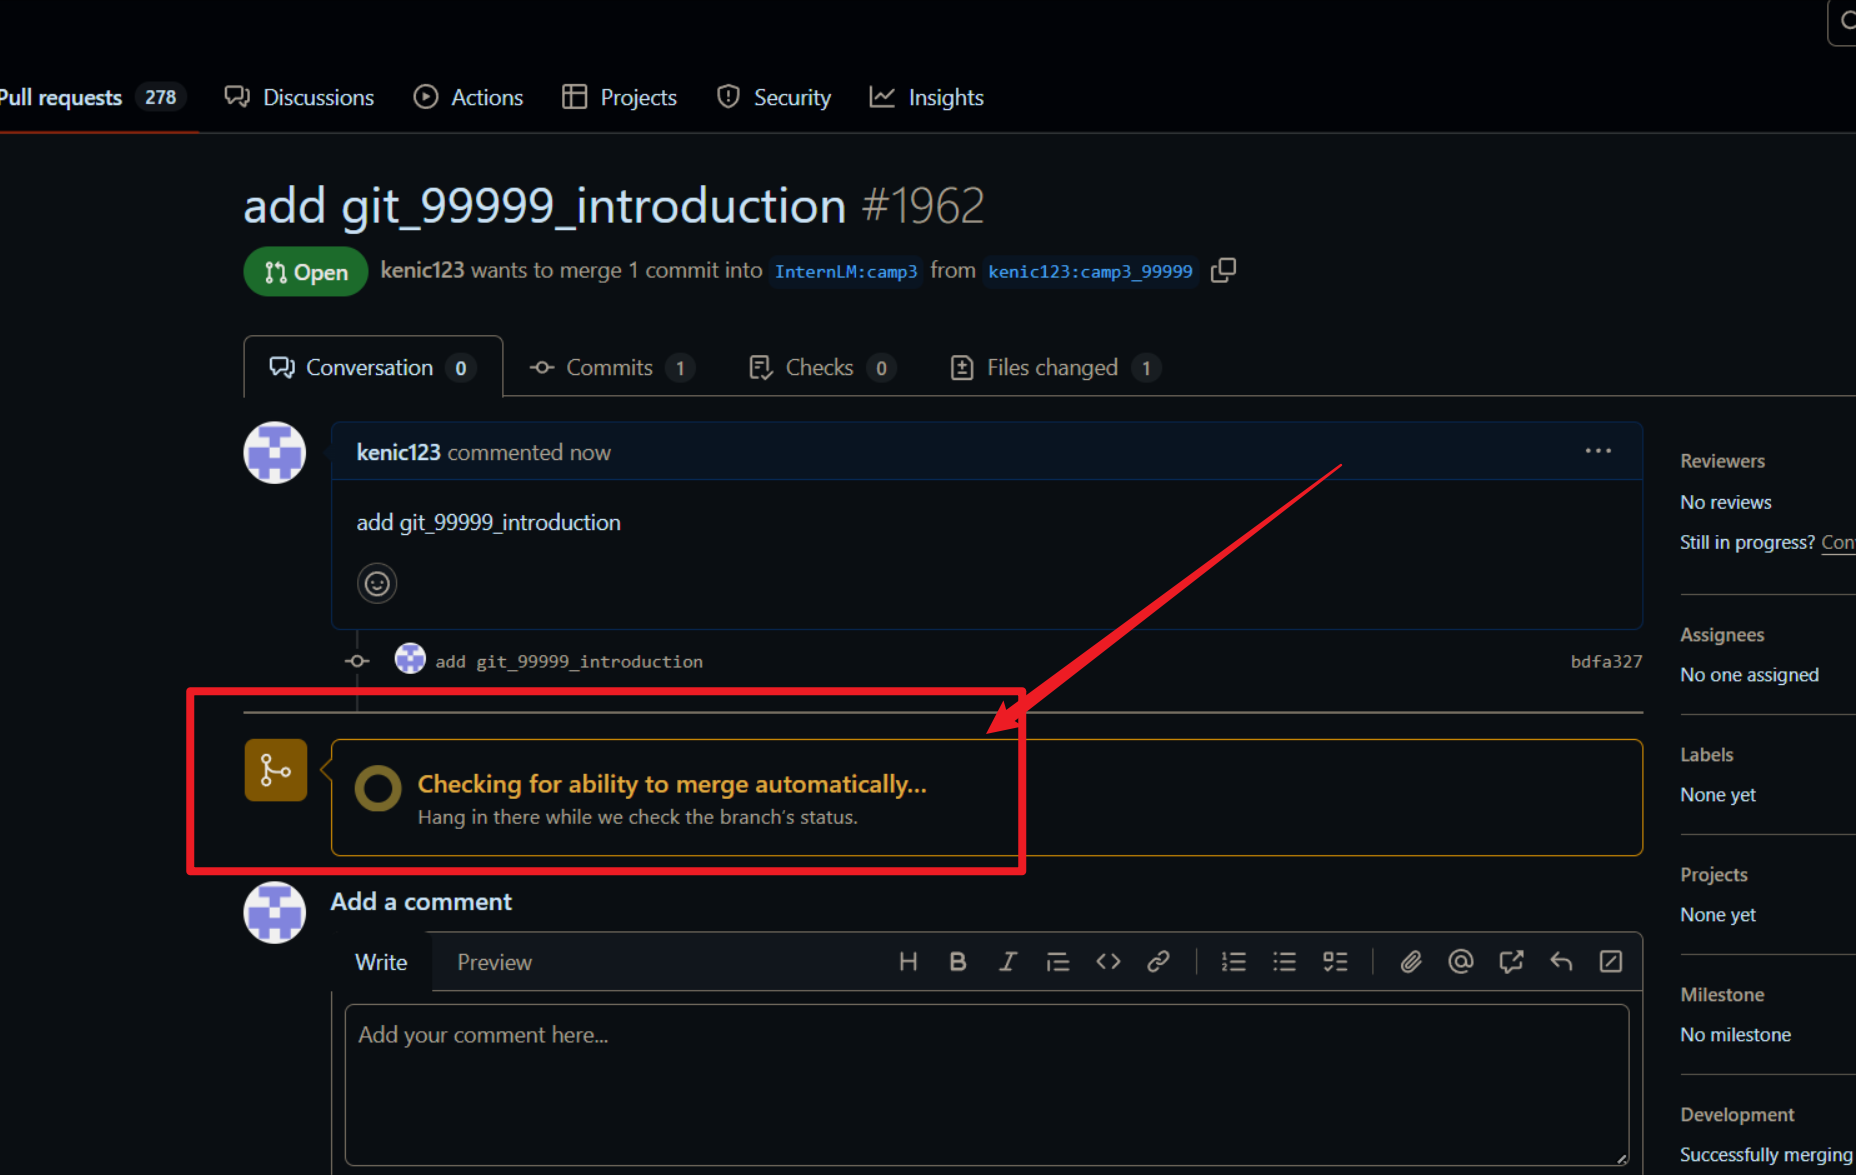 Pull requests 278 Discussions Actions Projects Security Insights
add git_99999_introduction #1962
Open kenic123 wants to merge 1 commit into InternLM:camp3 from kenic123:camp3_99999
Conversation 0 Commits 1 Checks 0 Files changed 1
kenic123 commented now
add git_99999_introduction
add git_99999_introduction bdfa327
Checking for ability to merge automatically...
Hang in there while we check the branch's status.
Add a comment
Write Preview
Add your comment here...
Reviewers
No reviews
Still in progress? Con
Assignees
No one assigned
Labels
None yet
Projects
None yet
Milestone
No milestone
Development
Successfully merging